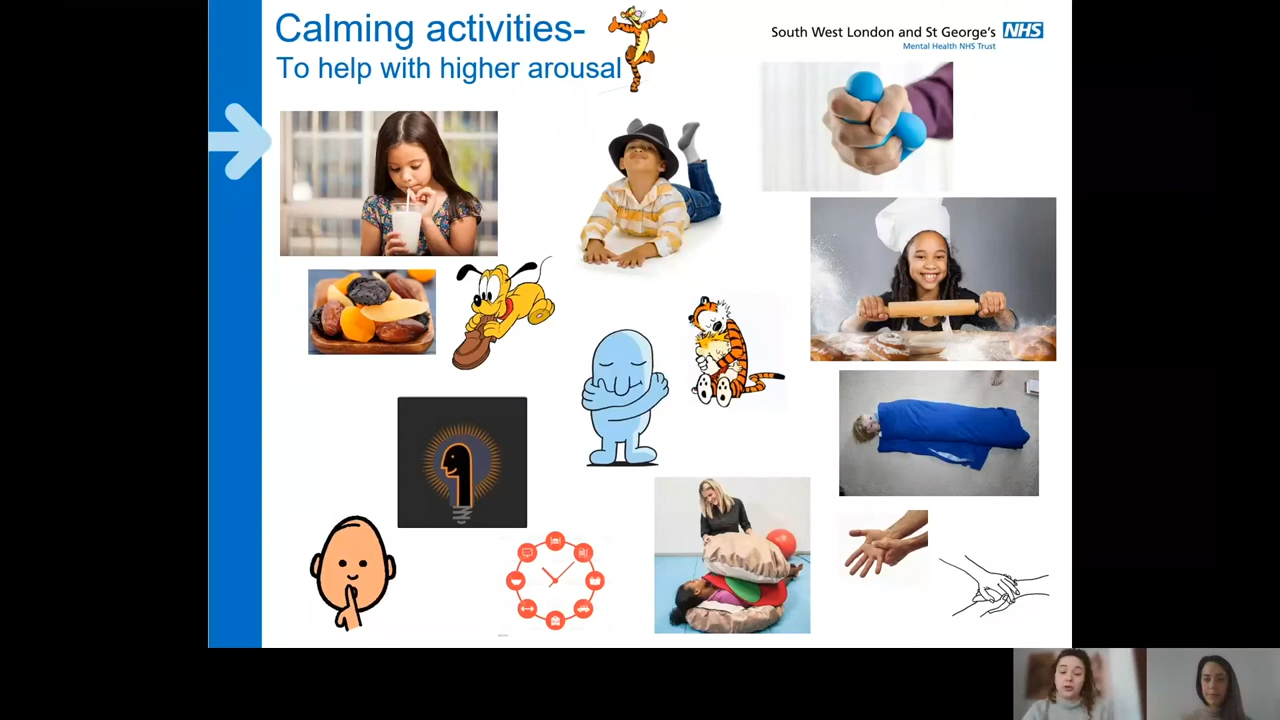 Calming activities-
To help with higher arousal
South West London and St George's NHS
Mental Health NHS Trust